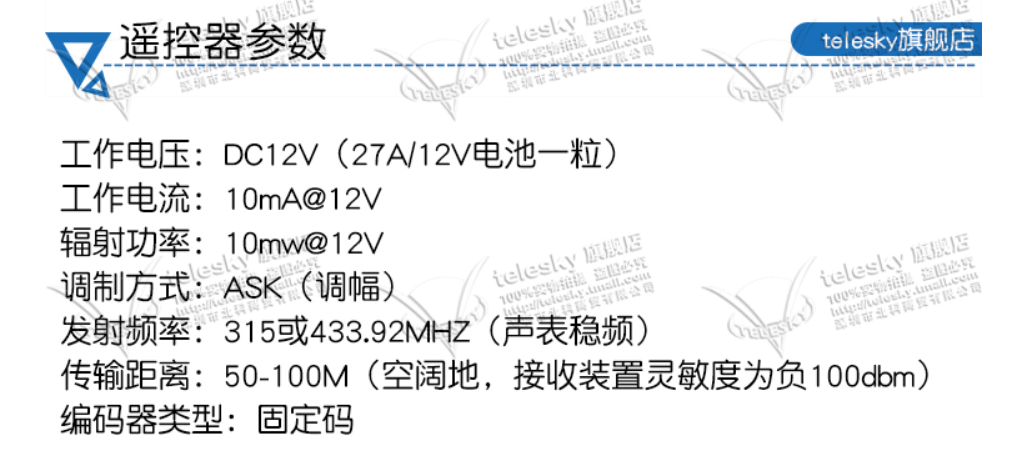 遥控器参数
telesky旗舰店
工作电压：DC12V（27A/12V电池一粒）
工作电流：10mA@12V
辐射功率：10mw@12V
调制方式：ASK（调幅）
发射频率：315或433.92MHZ（声表稳频）
传输距离：50-100M（空阔地，接收装置灵敏度为负100dbm）
编码器类型：固定码